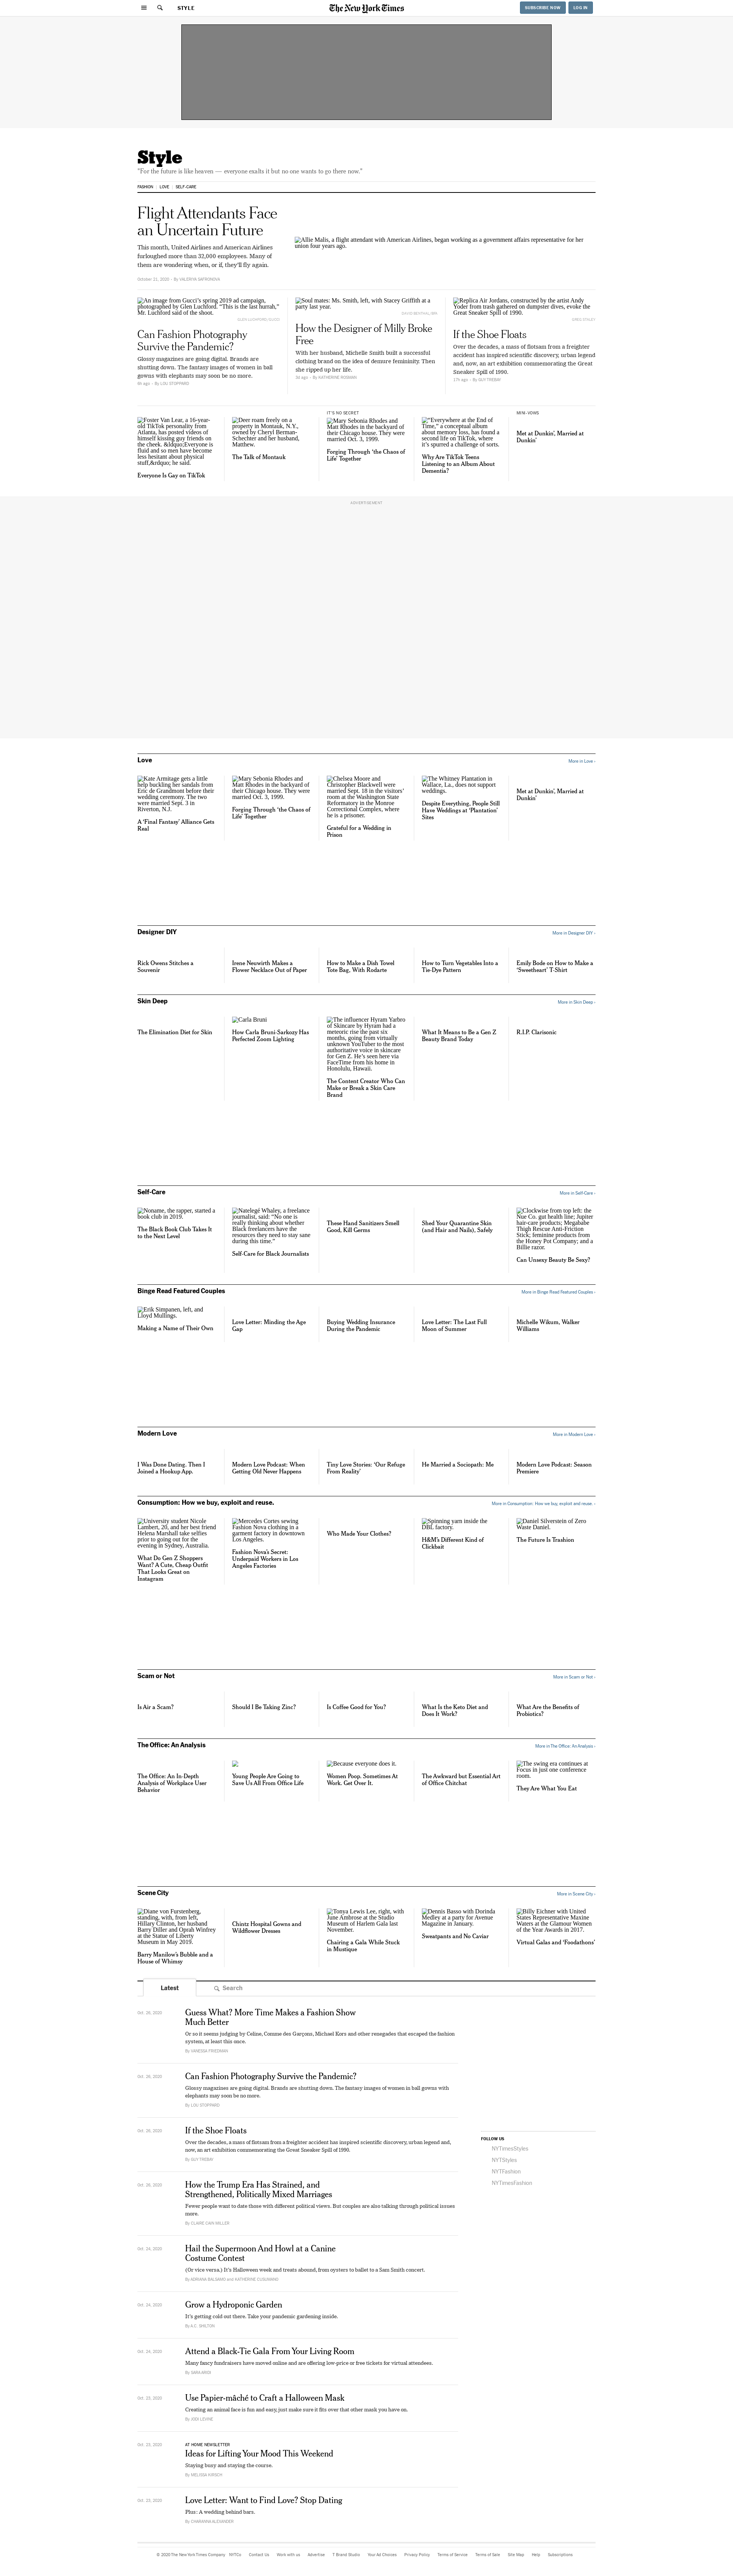 STYLE
The New York Times
SUBSCRIBE NOW
LOG IN
Style
“For the future is like heaven — everyone exalts it but no one wants to go there now.”
FASHION
LOVE
SELF-CARE
Flight Attendants Face
an Uncertain Future
This month, United Airlines and American Airlines
furloughed more than 32,000 employees. Many of
them are wondering when, or if, they’ll fly again.
October 11, 2020 · By VALERIYA SAFRONOVA
Allie Malis, a flight attendant with American Airlines, began working as a government affairs representative for her
union four years ago.
An image from Gucci’s spring 2019 ad campaign,
photographed by Glen Luchford. “This is the last hurrah,”
Mr. Luchford said of the shoot.
GLEN LUCHFORD/GUCCI
Can Fashion Photography
Survive the Pandemic?
Glossy magazines are going digital. Brands are
shutting down. The fantasy images of women in ball
gowns with elephants may soon be no more.
6h ago · By LOU STOPPARD
Soul mates: Ms. Smith, left, with Stacey Griffith at a
party last year.
How the Designer of Milly Broke
Free
With her husband, Michelle Smith built a successful
clothing brand on the idea of demure femininity. Then
she ripped up her life.
3d ago · By KATHERINE ROSMAN
Replica Air Jordans, constructed by the artist Andy
Yoder from trash gathered on dumpster dives, evoke the
Great Sneaker Spill of 1990.
GREG STALEY
If the Shoe Floats
Over the decades, a mass of flotsam from a freighter
accident has inspired scientific discovery, urban legend
and, now, an art exhibition commemorating the Great
Sneaker Spill of 1990.
17h ago · By GUY TREBAY
Foster Van Lear, a 16-year-
old TikTok personality from
Atlanta, has posted videos of
himself kissing guy friends on
the cheek. &ldquo;Everyone is
fluid and so men have become
less hesitant about physical
stuff,&rdquo; he said.
Everyone Is Gay on TikTok
Deer roam freely on a
property in Montauk, N.Y.,
owned by Cheryl Berman-
Schechter and her husband,
Matthew.
The Talk of Montauk
IT’S NO SECRET
Mary Sebonia Rhodes and
Matt Rhodes in the backyard of
their Chicago house. They were
married Oct. 3, 1999.
Forging Through ‘the Chaos of
Life’ Together
“‘Everywhere at the End of
Time,” a conceptual album
about memory loss, has found a
second life on TikTok, where
it’s spurred a challenge of sorts.
Why Are TikTok Teens
Listening to an Album About
Dementia?
MINI-VOWS
Met at Dunkin’, Married at
Dunkin’
ADVERTISEMENT
Love
More in Love ›
Kate Armitage gets a little
help buckling her sandals from
Eric de Grandmont before their
wedding ceremony. The two
were married Sept. 3 in
Riverton, N.J.
A ‘Final Fantasy’ Alliance Gets
Real
Mary Sebonia Rhodes and
Matt Rhodes in the backyard of
their Chicago house. They were
married Oct. 3, 1999.
Forging Through ‘the Chaos of
Life’ Together
Chelsea Moore and
Christopher Blackwell were
married Sept. 18 in the visitors’
room at the Washington State
Reformatory in the Monroe
Correctional Complex, where
he is a prisoner.
Grateful for a Wedding in
Prison
The Whitney Plantation in
Wallace, La., does not support
weddings.
Despite Everything, People Still
Have Weddings at ‘Plantation’
Sites
Met at Dunkin’, Married at
Dunkin’
Designer DIY
More in Designer DIY ›
Rick Owens Stitches a
Souvenir
Irene Neuwirth Makes a
Flower Necklace Out of Paper
How to Make a Dish Towel
Tote Bag, With Rodarte
How to Turn Vegetables Into a
Tie-Dye Pattern
Emily Bode on How to Make a
‘Sweetheart’ T-Shirt
Skin Deep
More in Skin Deep ›
The Elimination Diet for Skin
Carla Bruni
How Carla Bruni-Sarkozy Has
Perfected Zoom Lighting
The influencer Hyram Yarbro
of Skincare by Hyram had a
meteoric rise the past six
months, going from virtually
unknown YouTuber to the most
authoritative voice in skincare
for Gen Z. He’s seen here via
FaceTime from his home in
Honolulu, Hawaii.
The Content Creator Who Can
Make or Break a Skin Care
Brand
What It Means to Be a Gen Z
Beauty Brand Today
R.I.P. Clarisonic
Self-Care
More in Self-Care ›
Noname, the rapper, started a
book club in 2019.
The Black Book Club Takes It
to the Next Level
Natelegé Whaley, a freelance
journalist, said: “No one is
really thinking about whether
Black freelancers have the
resources they need to stay sane
during this time.”
Self-Care for Black Journalists
These Hand Sanitizers Smell
Good, Kill Germs
Shed Your Quarantine Skin
(and Hair and Nails), Safely
Clockwise from top left: the
Nue Co. gut health line; Jupiter
hair-care products; Megababe
Thigh Rescue Anti-Friction
Stick; feminine products from
the Honey Pot Company; and a
Billie razor.
Can Unsexy Beauty Be Sexy?
Binge Read Featured Couples
More in Binge Read Featured Couples ›
Erik Simpanen, left, and
Lloyd Mullings.
Making a Name of Their Own
Love Letter: Minding the Age
Gap
Buying Wedding Insurance
During the Pandemic
Love Letter: The Last Full
Moon of Summer
Michelle Wikum, Walker
Williams
Modern Love
More in Modern Love ›
I Was Done Dating. Then I
Joined a Hookup App.
Modern Love Podcast: When
Getting Old Never Happens
Tiny Love Stories: ‘Our Refuge
From Reality’
He Married a Sociopath: Me
Modern Love Podcast: Season
Premiere
Consumption: How we buy, exploit and reuse.
More in Consumption: How we buy, exploit and reuse. ›
University student Nicole
Lambert, 20, and her best friend
Helena Marshall take selfies
prior to going out for the
evening in Sydney, Australia.
What Do Gen Z Shoppers
Want? A Cute, Cheap Outfit
That Looks Great on
Instagram
Mercedes Cortes sewing
Fashion Nova clothing in a
garment factory in downtown
Los Angeles.
Fashion Nova’s Secret:
Underpaid Workers in Los
Angeles Factories
Who Made Your Clothes?
Spinning yarn inside the
DBL factory.
H&M’s Different Kind of
Clickbait
Daniel Silverstein of Zero
Waste Daniel.
The Future Is Trashion
Scam or Not
More in Scam or Not ›
Is Air a Scam?
Should I Be Taking Zinc?
Is Coffee Good for You?
What Is the Keto Diet and
Does It Work?
What Are the Benefits of
Probiotics?
The Office: An Analysis
More in The Office: An Analysis ›
The Office: An In-Depth
Analysis of Workplace User
Behavior
Young People Are Going to
Save Us All From Office Life
Because everyone does it.
Women Poop. Sometimes At
Work. Get Over It.
The Awkward but Essential Art
of Office Chitchat
The swing era continues at
Focus in just one conference
room.
They Are What You Eat
Scene City
More in Scene City ›
Diane von Furstenberg,
standing, with, from left,
Hillary Clinton, her husband
Barry Diller and Oprah Winfrey
at the Statue of Liberty
Museum in May 2019.
Barry Manilow’s Bubble and a
House of Whimsy
Chintz Hospital Gowns and
Wildflower Dresses
Tonya Lewis Lee, right, with
June Ambrose at the Studio
Museum of Harlem Gala last
November.
Chairing a Gala While Stuck
in Mustique
Dennis Basso with Dorinda
Medley at a party for Avenue
Magazine in January.
Sweatpants and No Caviar
Billy Eichner with United
States Representative Maxine
Waters at the Glamour Women
of the Year Awards in 2017.
Virtual Galas and ‘Foodathons’
Latest
Search
Oct. 26, 2020
Guess What? More Time Makes a Fashion Show
Much Better
Or so it seems judging by Celine, Comme des Garçons, Michael Kors and other renegades that escaped the fashion
system, at least this once.
By VANESSA FRIEDMAN
Oct. 26, 2020
Can Fashion Photography Survive the Pandemic?
Glossy magazines are going digital. Brands are shutting down. The fantasy images of women in ball gowns with
elephants may soon be no more.
By LOU STOPPARD
Oct. 26, 2020
If the Shoe Floats
Over the decades, a mass of flotsam from a freighter accident has inspired scientific discovery, urban legend and,
now, an art exhibition commemorating the Great Sneaker Spill of 1990.
By GUY TREBAY
FOLLOW US
NYTimesStyles
NYTStyles
NYTFashion
NYTimesFashion
Oct. 26, 2020
How the Trump Era Has Strained, and
Strengthened, Politically Mixed Marriages
Fewer people want to date those with different political views. But couples are also talking through political issues
more.
By CLAIRE CAIN MILLER
Oct. 24, 2020
Hail the Supermoon And Howl at a Canine
Costume Contest
(Or vice versa.) It’s Halloween week and treats abound, from oysters to ballet to a Sam Smith concert.
By ADRIANA BALSAMO and KATHERINE CUSUMANO
Oct. 24, 2020
Grow a Hydroponic Garden
It’s getting cold out there. Take your pandemic gardening inside.
By A.C. SHILTON
Oct. 24, 2020
Attend a Black-Tie Gala From Your Living Room
Many fancy fundraisers have moved online and are offering low-price or free tickets for virtual attendees.
Oct. 23, 2020
Use Papier-mâché to Craft a Halloween Mask
Creating an animal face is fun and easy, just make sure it fits over that other mask you have on.
By JODI LEVINE
Oct. 23, 2020
AT HOME NEWSLETTER
Ideas for Lifting Your Mood This Weekend
Staying busy and staying the course.
By MELISSA KIRSCH
Oct. 23, 2020
Love Letter: Want to Find Love? Stop Dating
Plus: A wedding behind bars.
By CHARANNA ALEXANDER
© 2020 The New York Times Company
NYTCo
Contact Us
Work with us
Advertise
T Brand Studio
Your Ad Choices
Privacy Policy
Terms of Service
Terms of Sale
Site Map
Help
Subscriptions